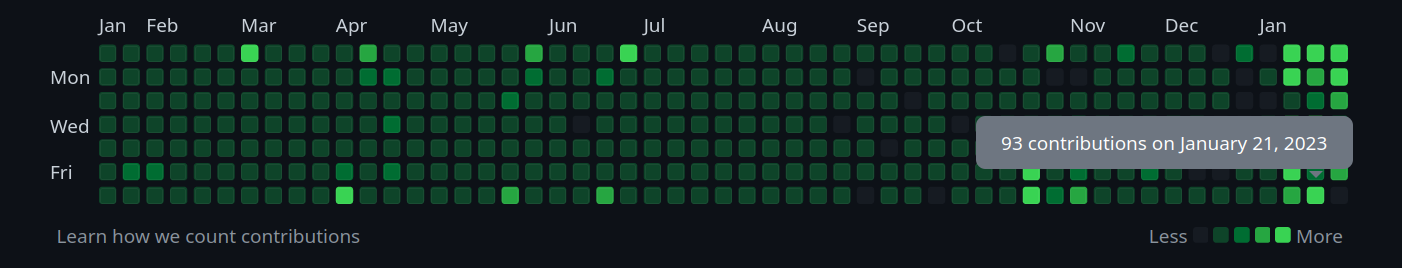 Jan Feb Mar Apr May Jun Jul Aug Sep Oct Nov Dec Jan
Mon
Wed
93 contributions on January 21, 2023
Fri
Learn how we count contributions
Less More